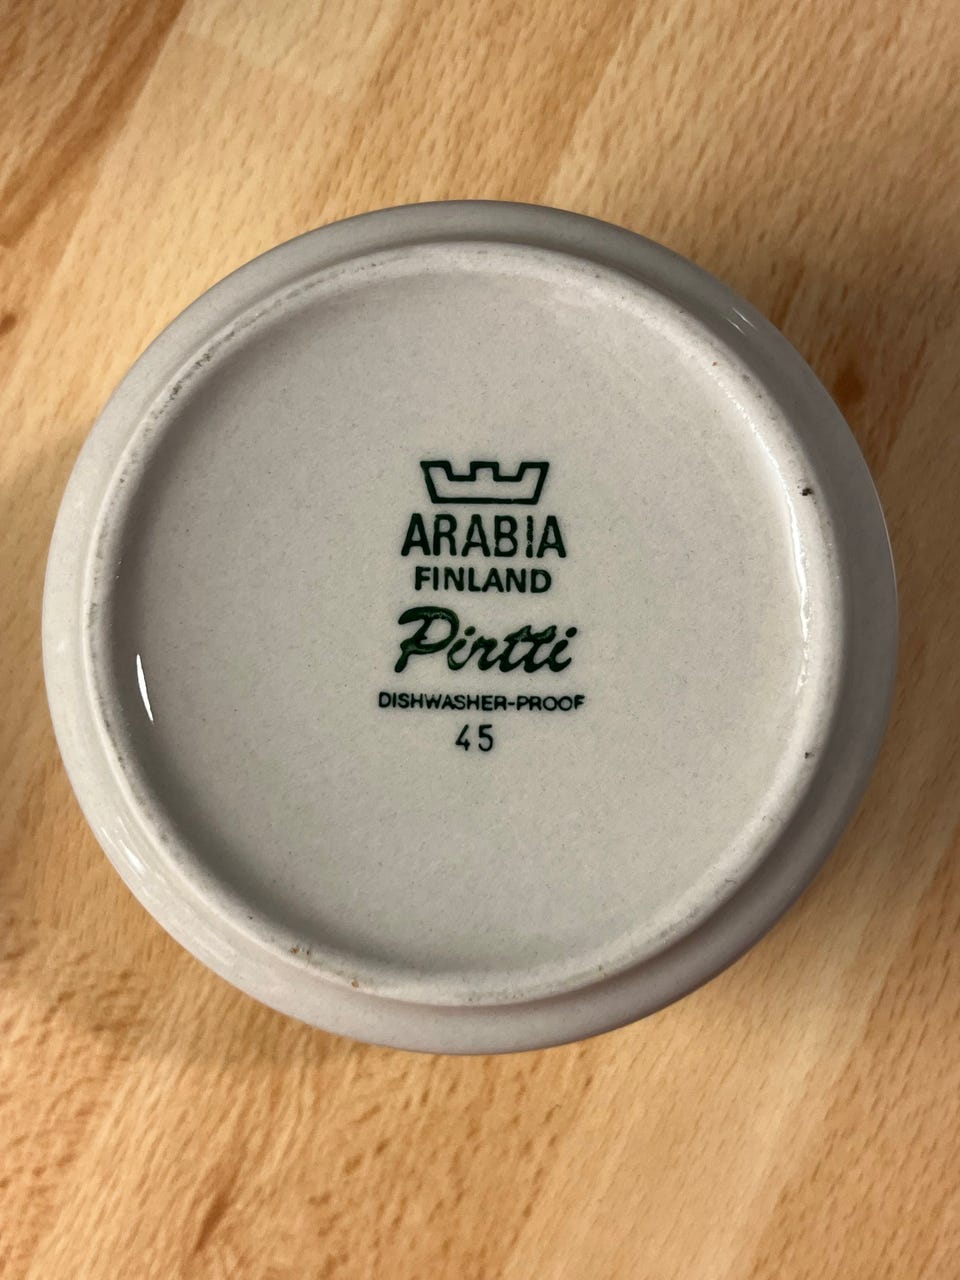 ARABIA
FINLAND
Pirtti
DISHWASHER-PROOF
45